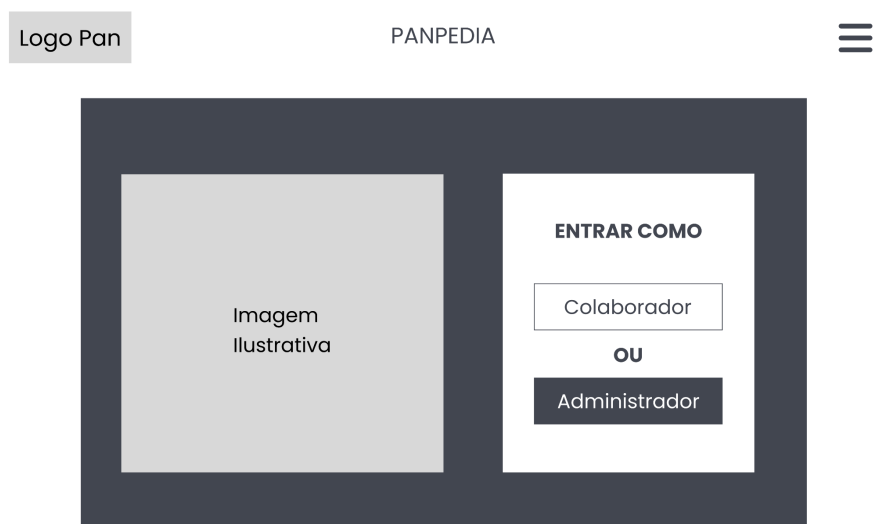 Logo Pan
PANPEDIA
Imagem
Ilustrativa
ENTRAR COMO
Colaborador
OU
Administrador